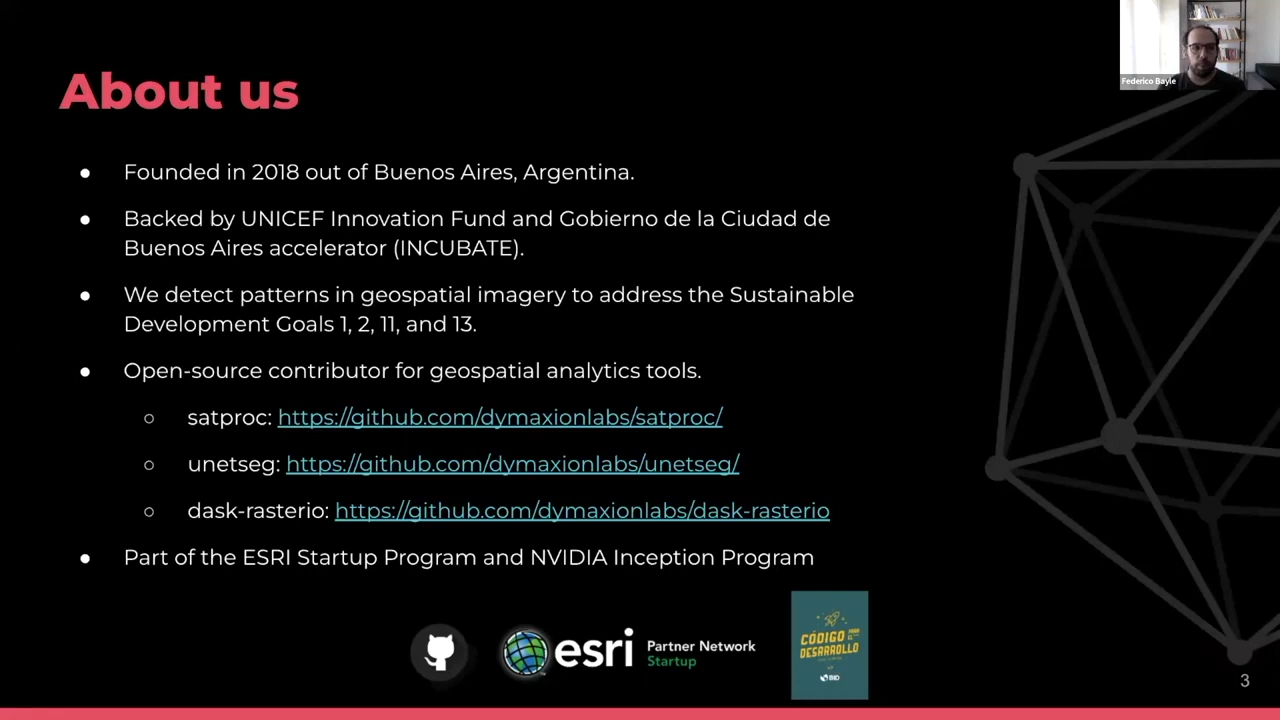 Federico Bayle
About us
● Founded in 2018 out of Buenos Aires, Argentina.
● Backed by UNICEF Innovation Fund and Gobierno de la Ciudad de
Buenos Aires accelerator (INCUBATE).
● We detect patterns in geospatial imagery to address the Sustainable
Development Goals 1, 2, 11, and 13.
● Open-source contributor for geospatial analytics tools.
○ satproc: https://github.com/dymaxionlabs/satproc/
○ unetseg: https://github.com/dymaxionlabs/unetseg/
○ dask-rasterio: https://github.com/dymaxionlabs/dask-rasterio
● Part of the ESRI Startup Program and NVIDIA Inception Program
esri Partner Network
Startup
CÓDIGO PARA EL
DESARROLLO
BID
3